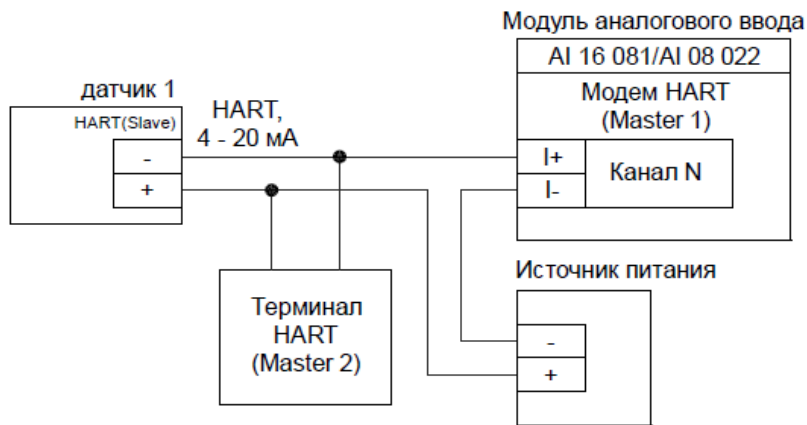 Модуль аналогового ввода
AI 16 081/AI 08 022
датчик 1
HART(Slave)
-
+
HART,
4 - 20 мА
Модем HART
(Master 1)
I+
I-
Канал N
Терминал
HART
(Master 2)
Источник питания
-
+